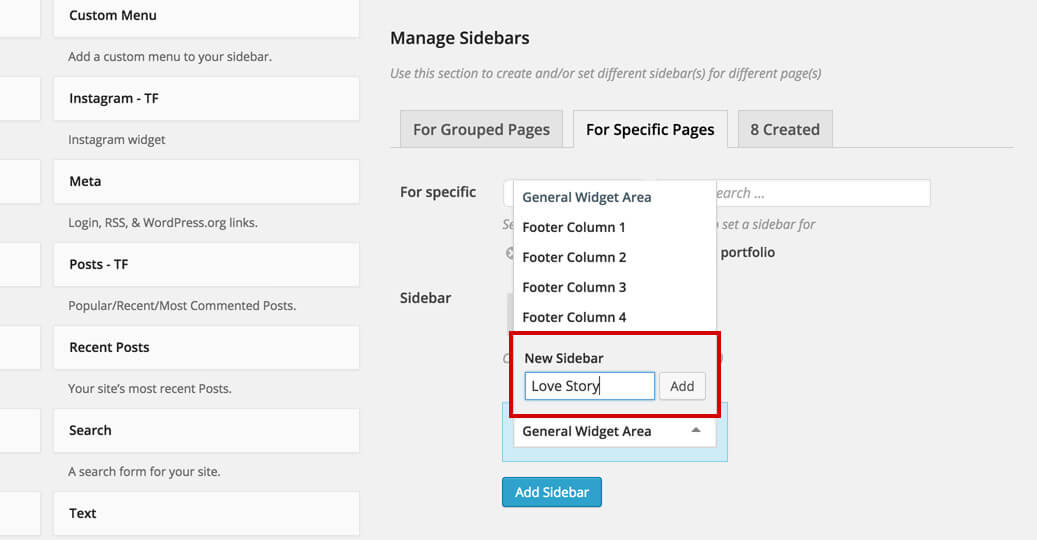 Custom Menu
Add a custom menu to your sidebar.
Instagram - TF
Instagram widget
Meta
Login, RSS, & WordPress.org links.
Posts - TF
Popular/Recent/Most Commented Posts.
Recent Posts
Your site's most recent Posts.
Search
A search form for your site.
Text
Manage Sidebars
Use this section to create and/or set different sidebar(s) for different page(s)
For Grouped Pages
For Specific Pages
8 Created
For specific
General Widget Area
Footer Column 1
set a sidebar for
Footer Column 2
portfolio
Footer Column 3
Sidebar
Footer Column 4
New Sidebar
Love Story
Add
General Widget Area
Add Sidebar